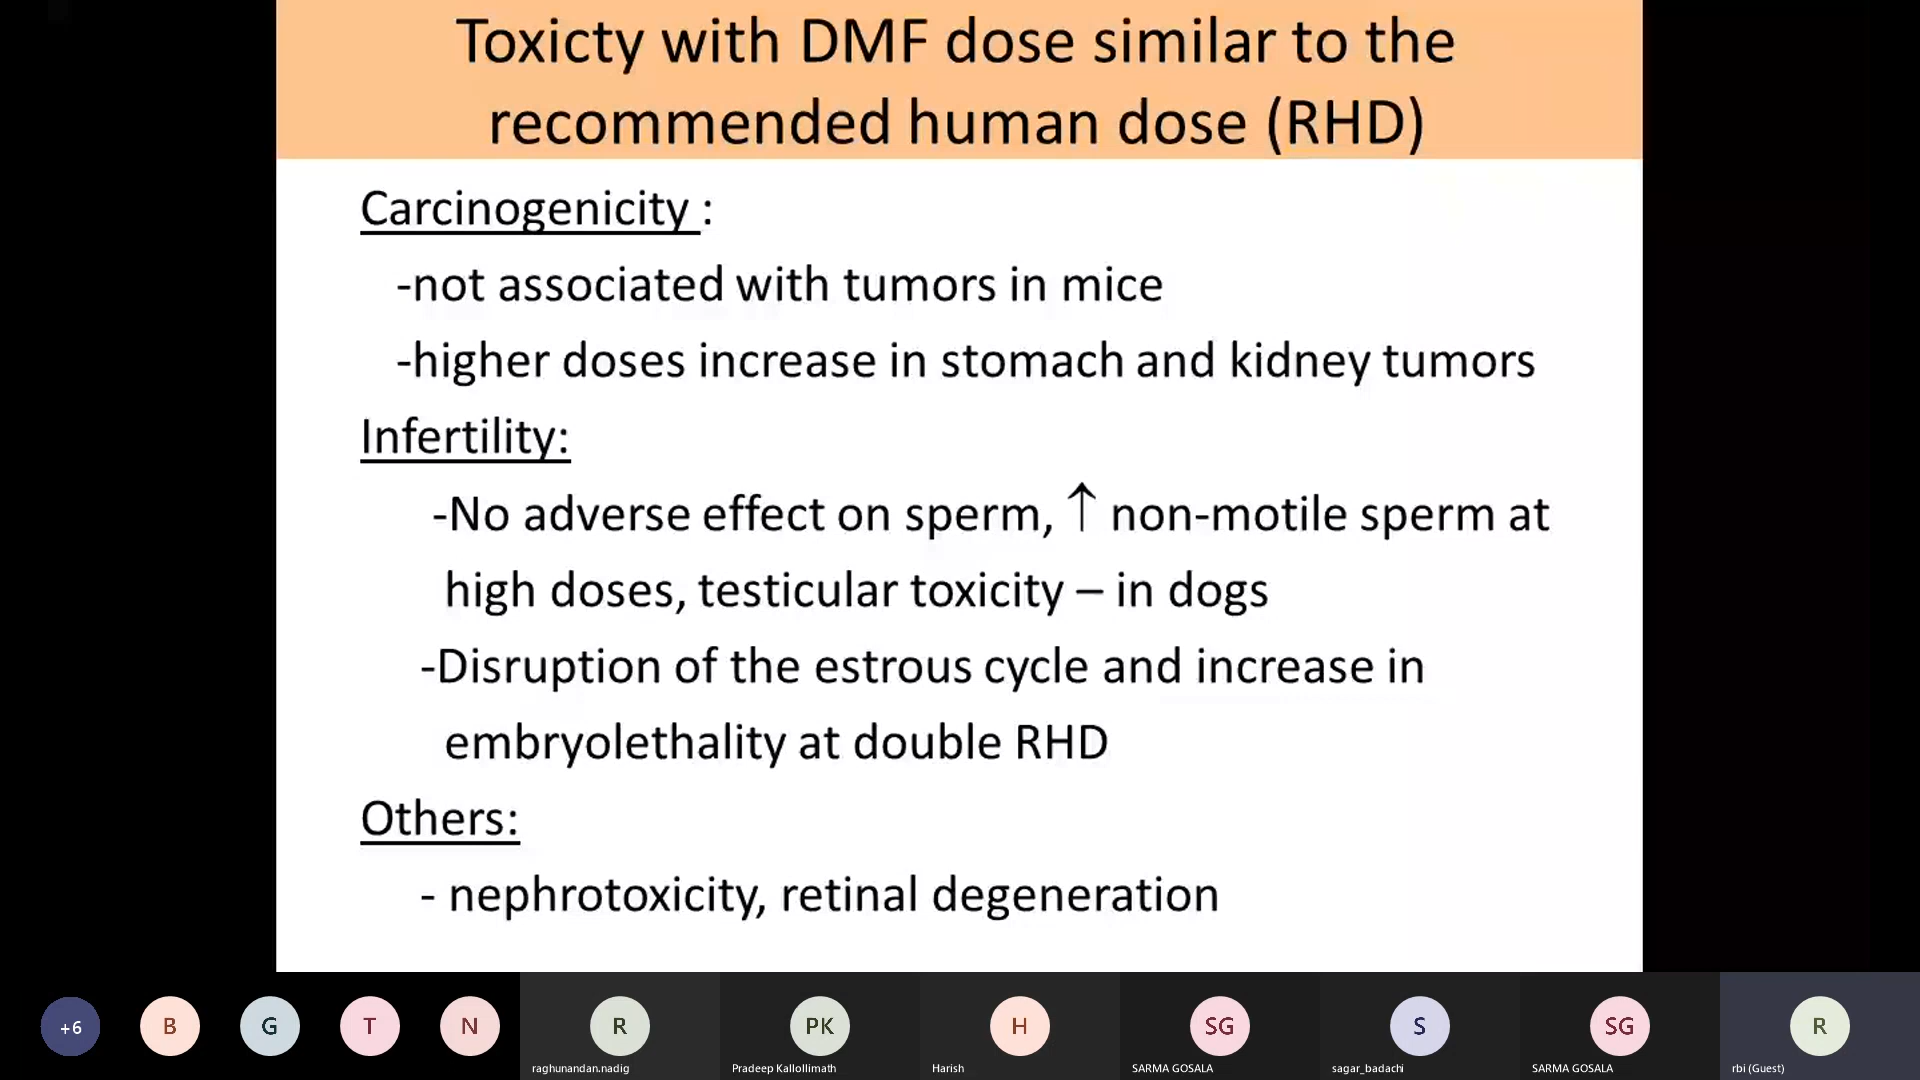 Toxicty with DMF dose similar to the
recommended human dose (RHD)
Carcinogenicity :
-not associated with tumors in mice
-higher doses increase in stomach and kidney tumors
Infertility:
-No adverse effect on sperm, ↑ non-motile sperm at
high doses, testicular toxicity – in dogs
-Disruption of the estrous cycle and increase in
embryolethality at double RHD
Others:
- nephrotoxicity, retinal degeneration
+6 B G T N R PK H SG S SG R
raghunandan.nadig Pradeep Kallollimath Harish SARMA GOSALA sagar_badachi SARMA GOSALA rbi (Guest)